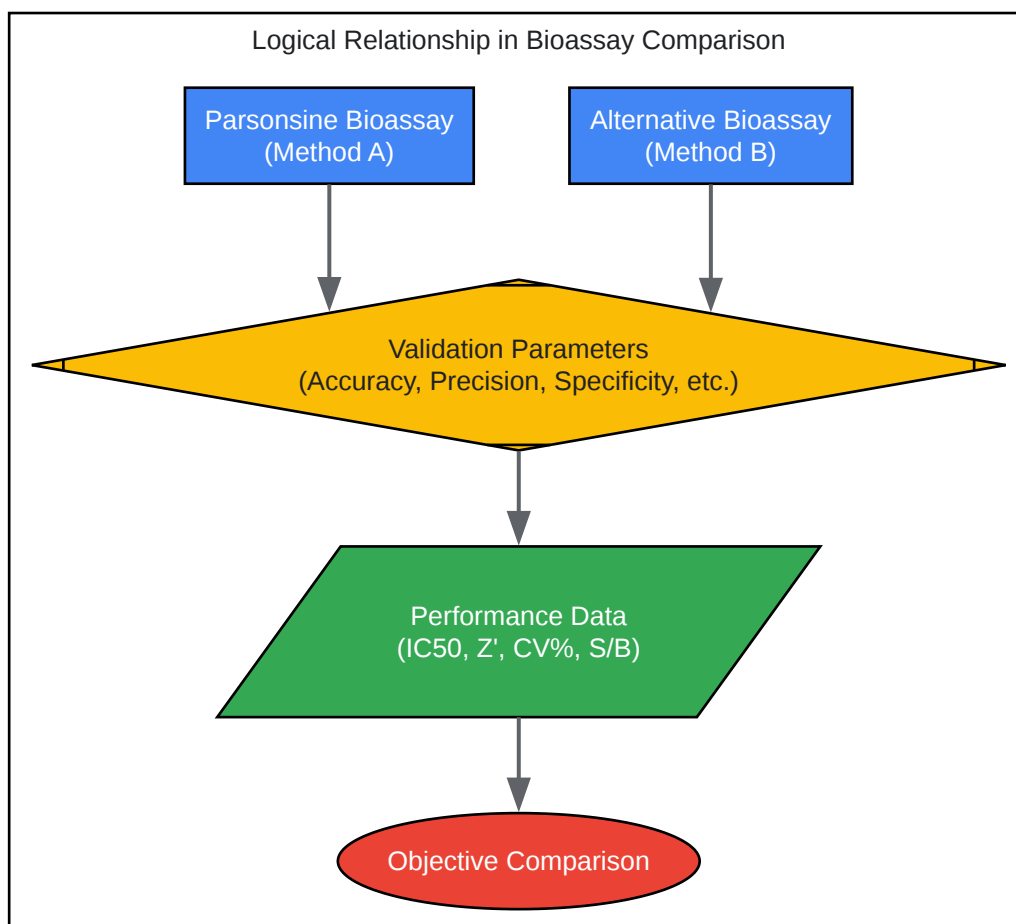 Logical Relationship in Bioassay Comparison
Parsonsine Bioassay
(Method A)
Alternative Bioassay
(Method B)
Validation Parameters
(Accuracy, Precision, Specificity, etc.)
Performance Data
(IC50, Z', CV%, S/B)
Objective Comparison